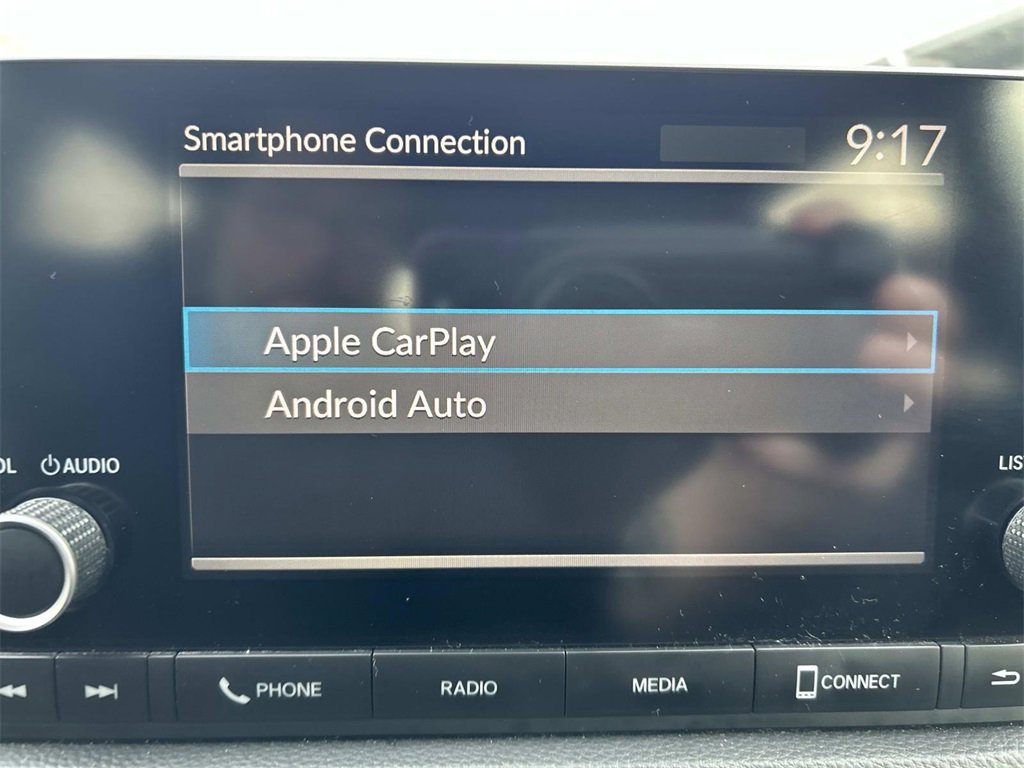 Smartphone Connection 9:17
Apple CarPlay
Android Auto
AUDIO
PHONE RADIO MEDIA CONNECT